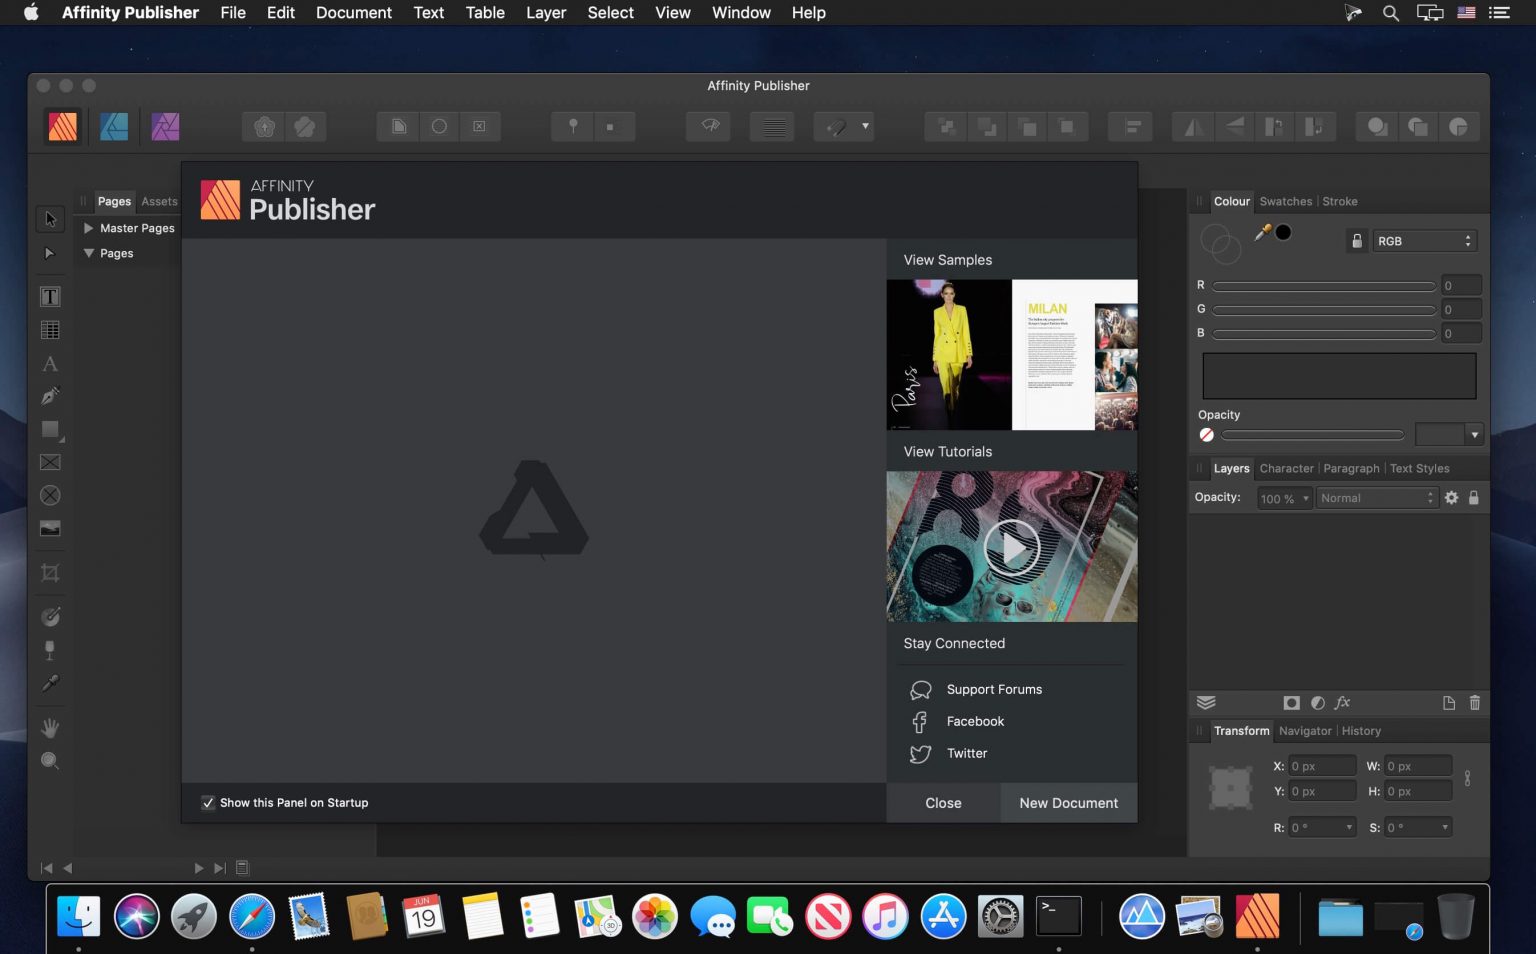 Affinity Publisher File Edit Document Text Table Layer Select View Window Help
Affinity Publisher
Pages Assets
Master Pages
Pages
AFFINITY
Publisher
View Samples
Paris
MILAN
View Tutorials
Stay Connected
Support Forums
Facebook
Twitter
Show this Panel on Startup
Close New Document
Colour Swatches Stroke
RGB
R 0
G 0
B 0
Opacity
Layers Character Paragraph Text Styles
Opacity: 100 % Normal
fx
Transform Navigator History
X: 0 px W: 0 px
Y: 0 px H: 0 px
R: 0 ° S: 0 °
JUN
19
3D